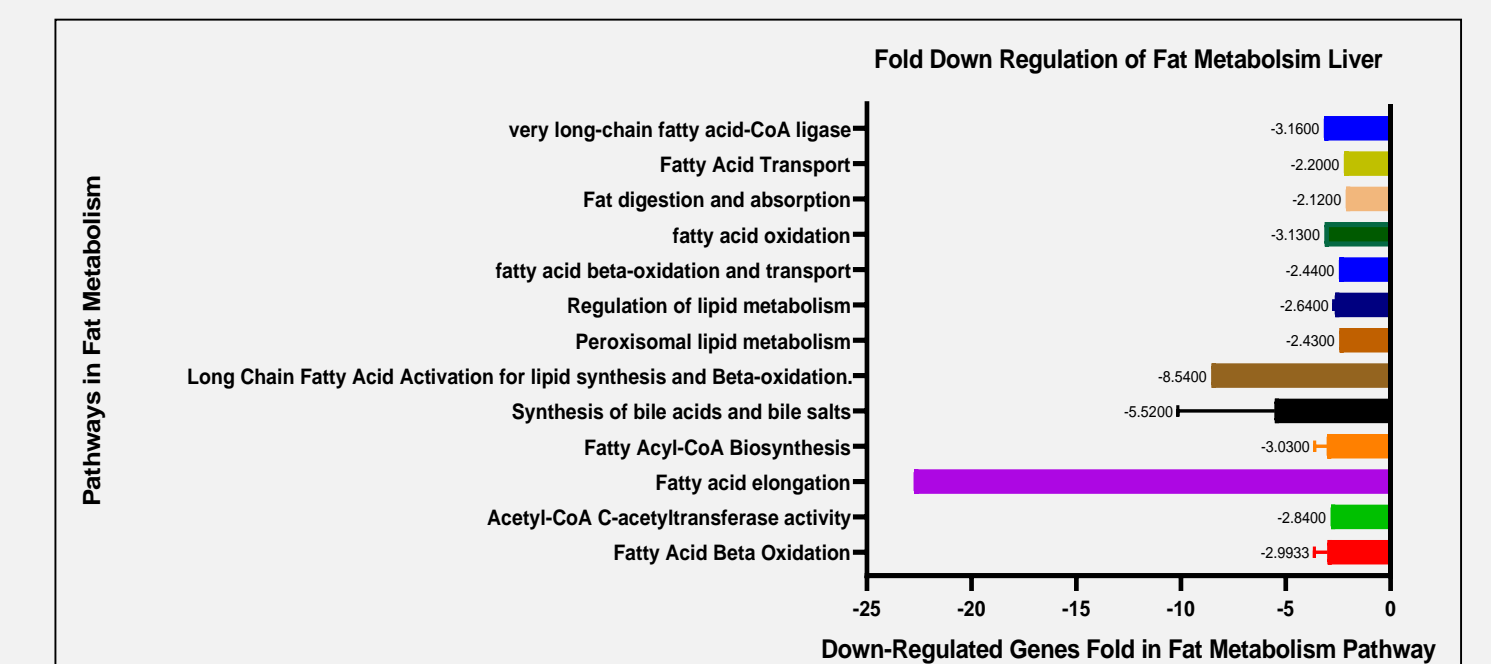 Fold Down Regulation of Fat Metabolsim Liver
Pathways in Fat Metabolism
very long-chain fatty acid-CoA ligase -3.1600
Fatty Acid Transport -2.2000
Fat digestion and absorption -2.1200
fatty acid oxidation -3.1300
fatty acid beta-oxidation and transport -2.4400
Regulation of lipid metabolism -2.6400
Peroxisomal lipid metabolism -2.4300
Long Chain Fatty Acid Activation for lipid synthesis and Beta-oxidation. -8.5400
Synthesis of bile acids and bile salts -5.5200
Fatty Acyl-CoA Biosynthesis -3.0300
Fatty acid elongation
Acetyl-CoA C-acetyltransferase activity -2.8400
Fatty Acid Beta Oxidation -2.9933
-25 -20 -15 -10 -5 0
Down-Regulated Genes Fold in Fat Metabolism Pathway